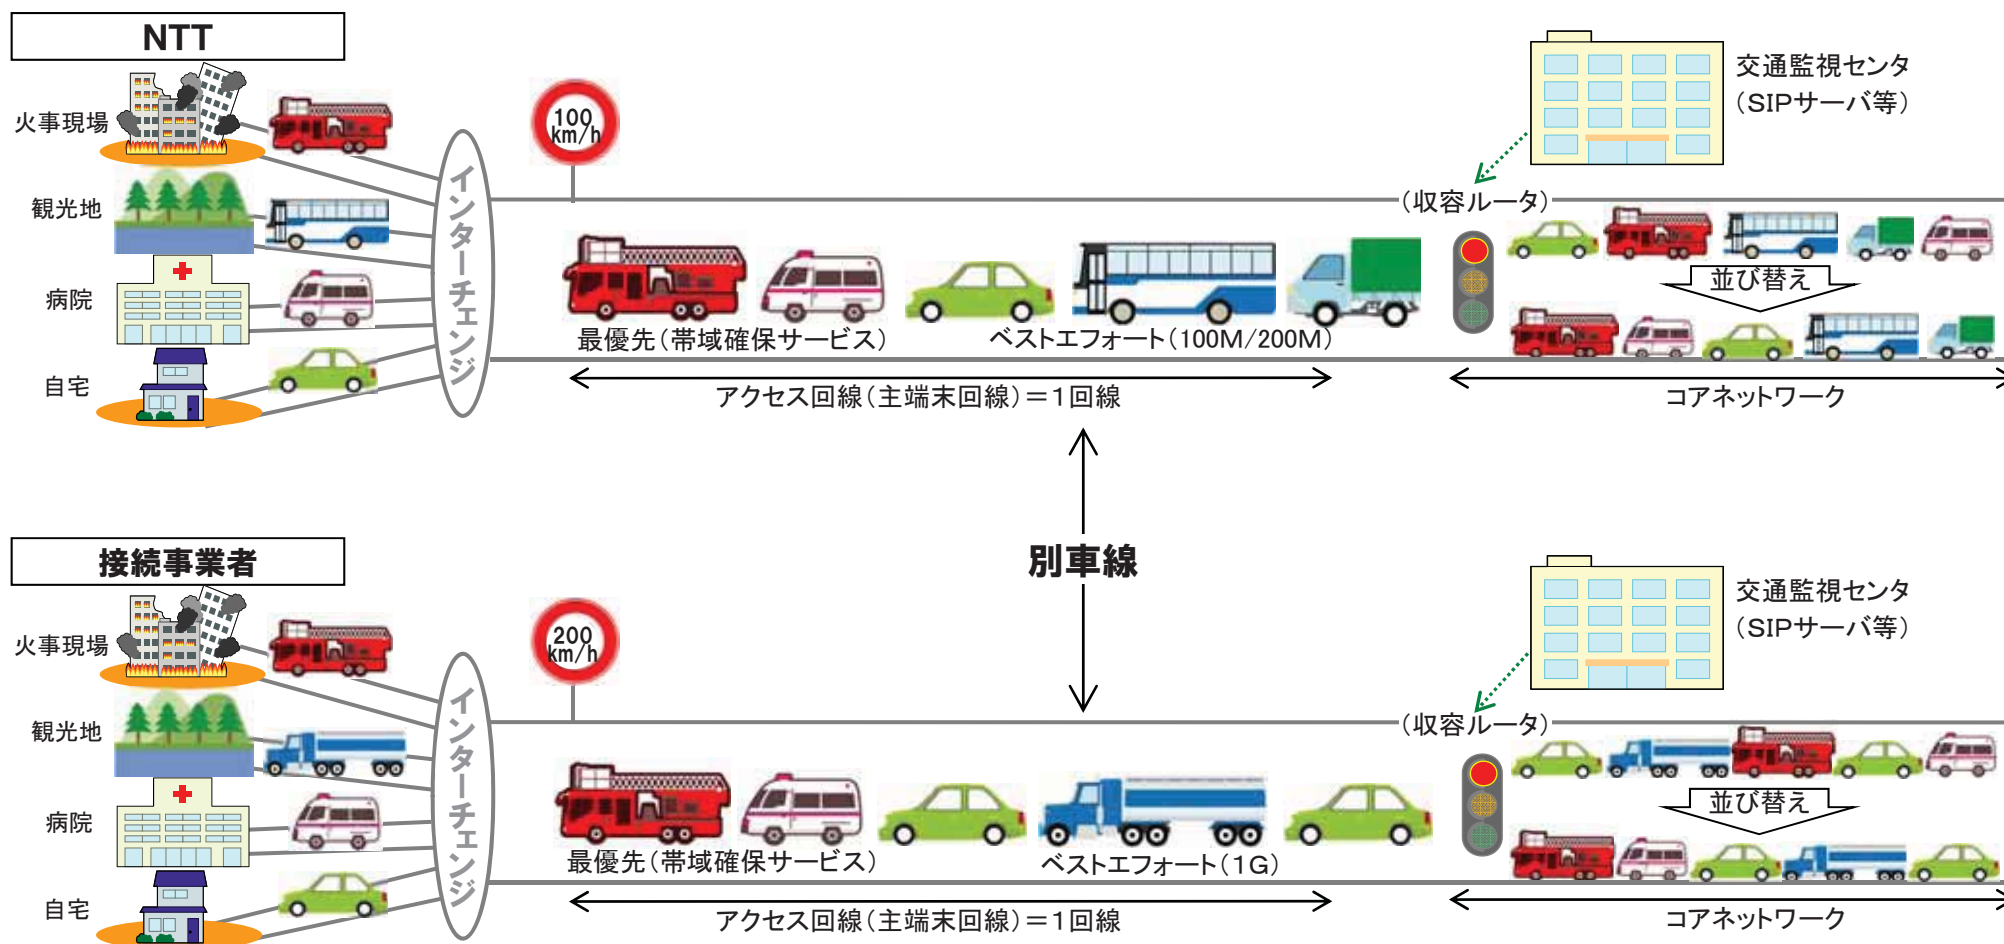 NTT
火事現場
観光地
病院
自宅
インターチェンジ
100
km/h
最優先（帯域確保サービス）
ベストエフォート（100M/200M）
アクセス回線（主端末回線）＝1回線
交通監視センタ
（SIPサーバ等）
（収容ルータ）
並び替え
コアネットワーク
別車線
接続事業者
火事現場
観光地
病院
自宅
インターチェンジ
200
km/h
最優先（帯域確保サービス）
ベストエフォート（1G）
アクセス回線（主端末回線）＝1回線
交通監視センタ
（SIPサーバ等）
（収容ルータ）
並び替え
コアネットワーク